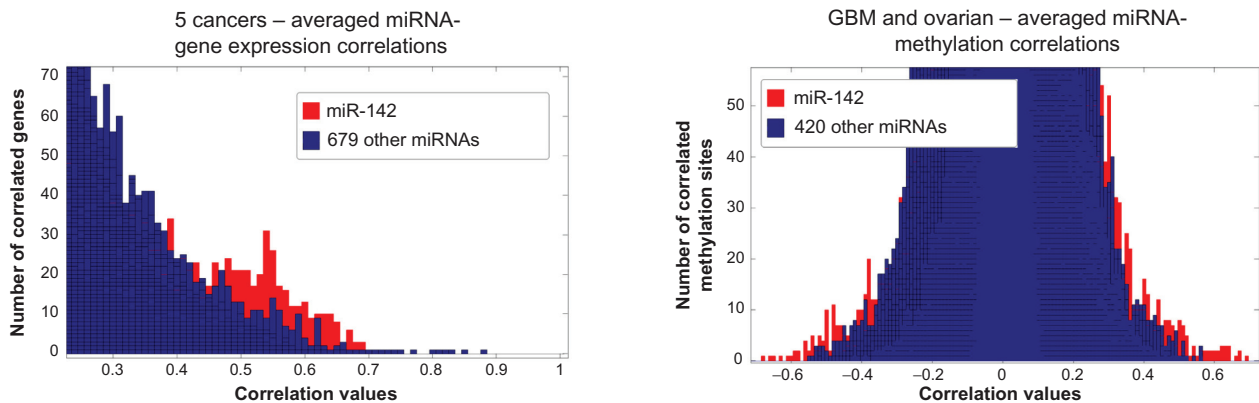 5 cancers – averaged miRNA-
gene expression correlations
70
60
50
40
30
20
10
0
Number of correlated genes
miR-142
679 other miRNAs
0.3
0.4
0.5
0.6
0.7
0.8
0.9
1
Correlation values
GBM and ovarian – averaged miRNA-
methylation correlations
50
40
30
20
10
0
Number of correlated
methylation sites
miR-142
420 other miRNAs
–0.6
–0.4
–0.2
0
0.2
0.4
0.6
Correlation values